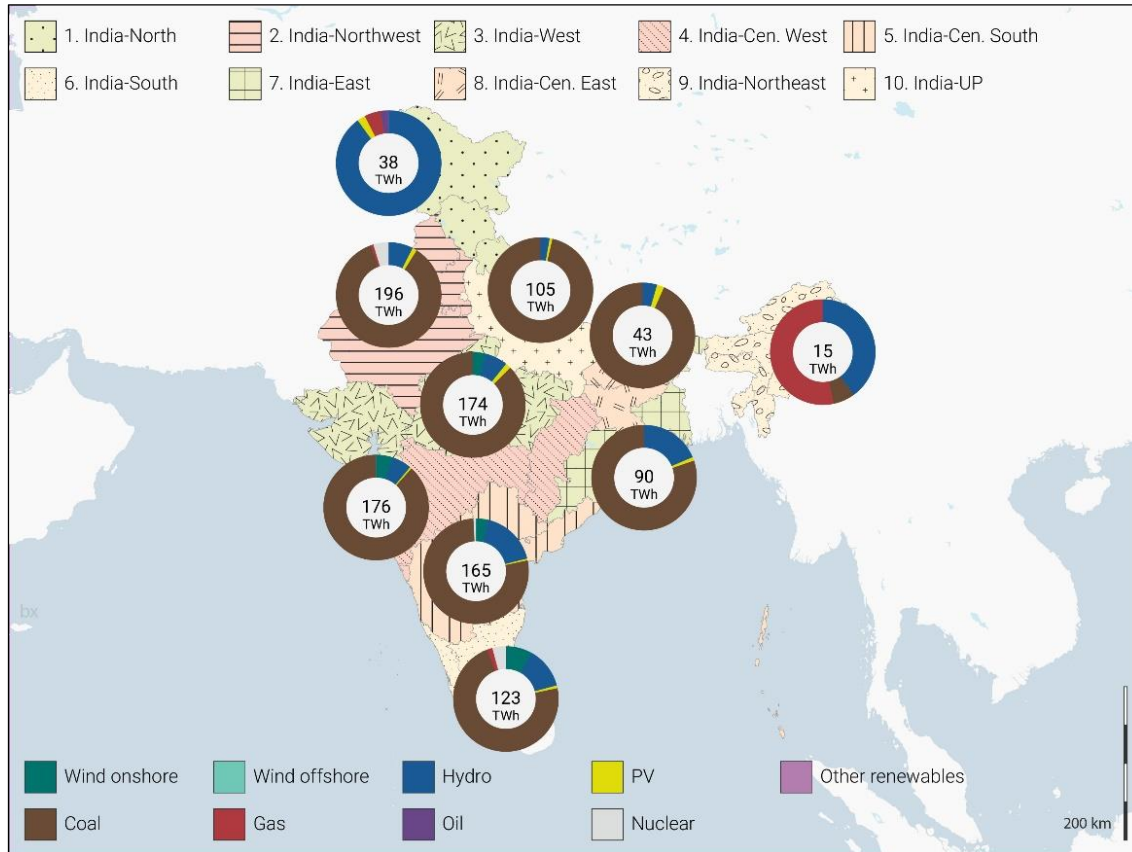 1. India-North
2. India-Northwest
3. India-West
4. India-Cen. West
5. India-Cen. South
6. India-South
7. India-East
8. India-Cen. East
9. India-Northeast
10. India-UP
38
TWh
196
TWh
105
TWh
43
TWh
15
TWh
174
TWh
90
TWh
176
TWh
165
TWh
123
TWh
bx
Wind onshore
Wind offshore
Hydro
PV
Other renewables
Coal
Gas
Oil
Nuclear
200 km